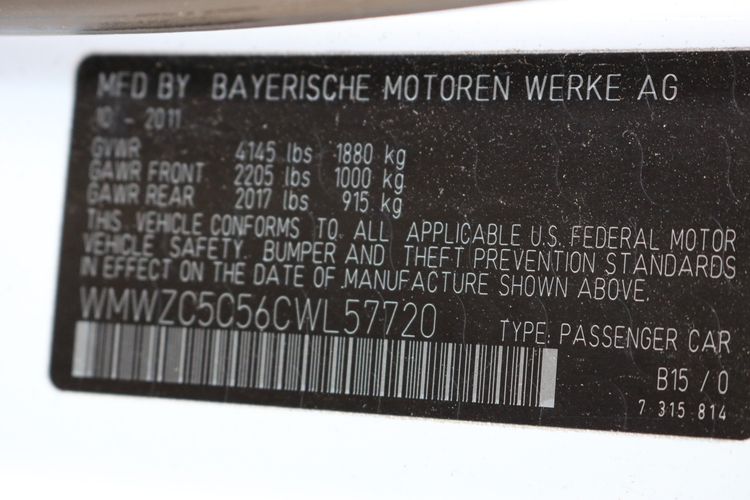 MFD BY BAYERISCHE MOTOREN WERKE AG
10 - 2011
GVWR 4145 lbs 1880 kg
GAWR FRONT 2205 lbs 1000 kg
GAWR REAR 2017 lbs 915 kg
THIS VEHICLE CONFORMS TO ALL APPLICABLE U.S. FEDERAL MOTOR
VEHICLE SAFETY, BUMPER AND THEFT PREVENTION STANDARDS
IN EFFECT ON THE DATE OF MANUFACTURE SHOWN ABOVE.
WMWZC5C56CWL57720 TYPE: PASSENGER CAR
B15 / 0
7 315.814